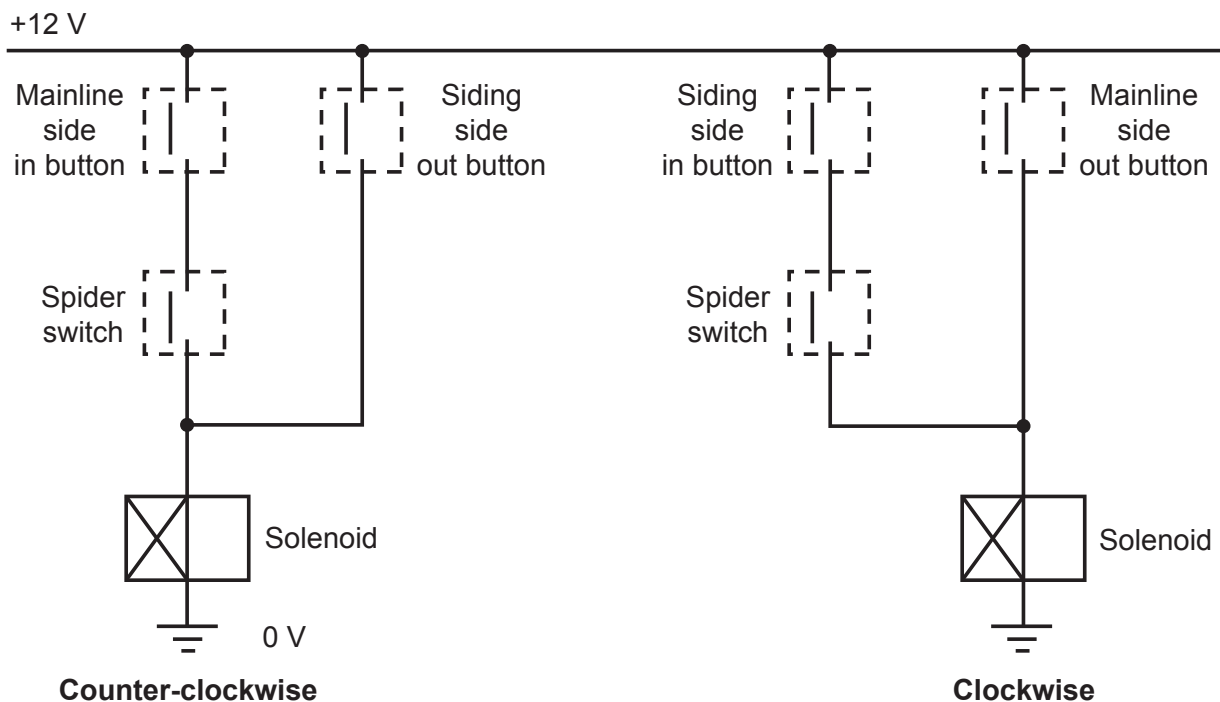 +12 V
Mainline
side
in button
Siding
side
out button
Siding
side
in button
Mainline
side
out button
Spider
switch
Spider
switch
Solenoid
Solenoid
0 V
Counter-clockwise
Clockwise